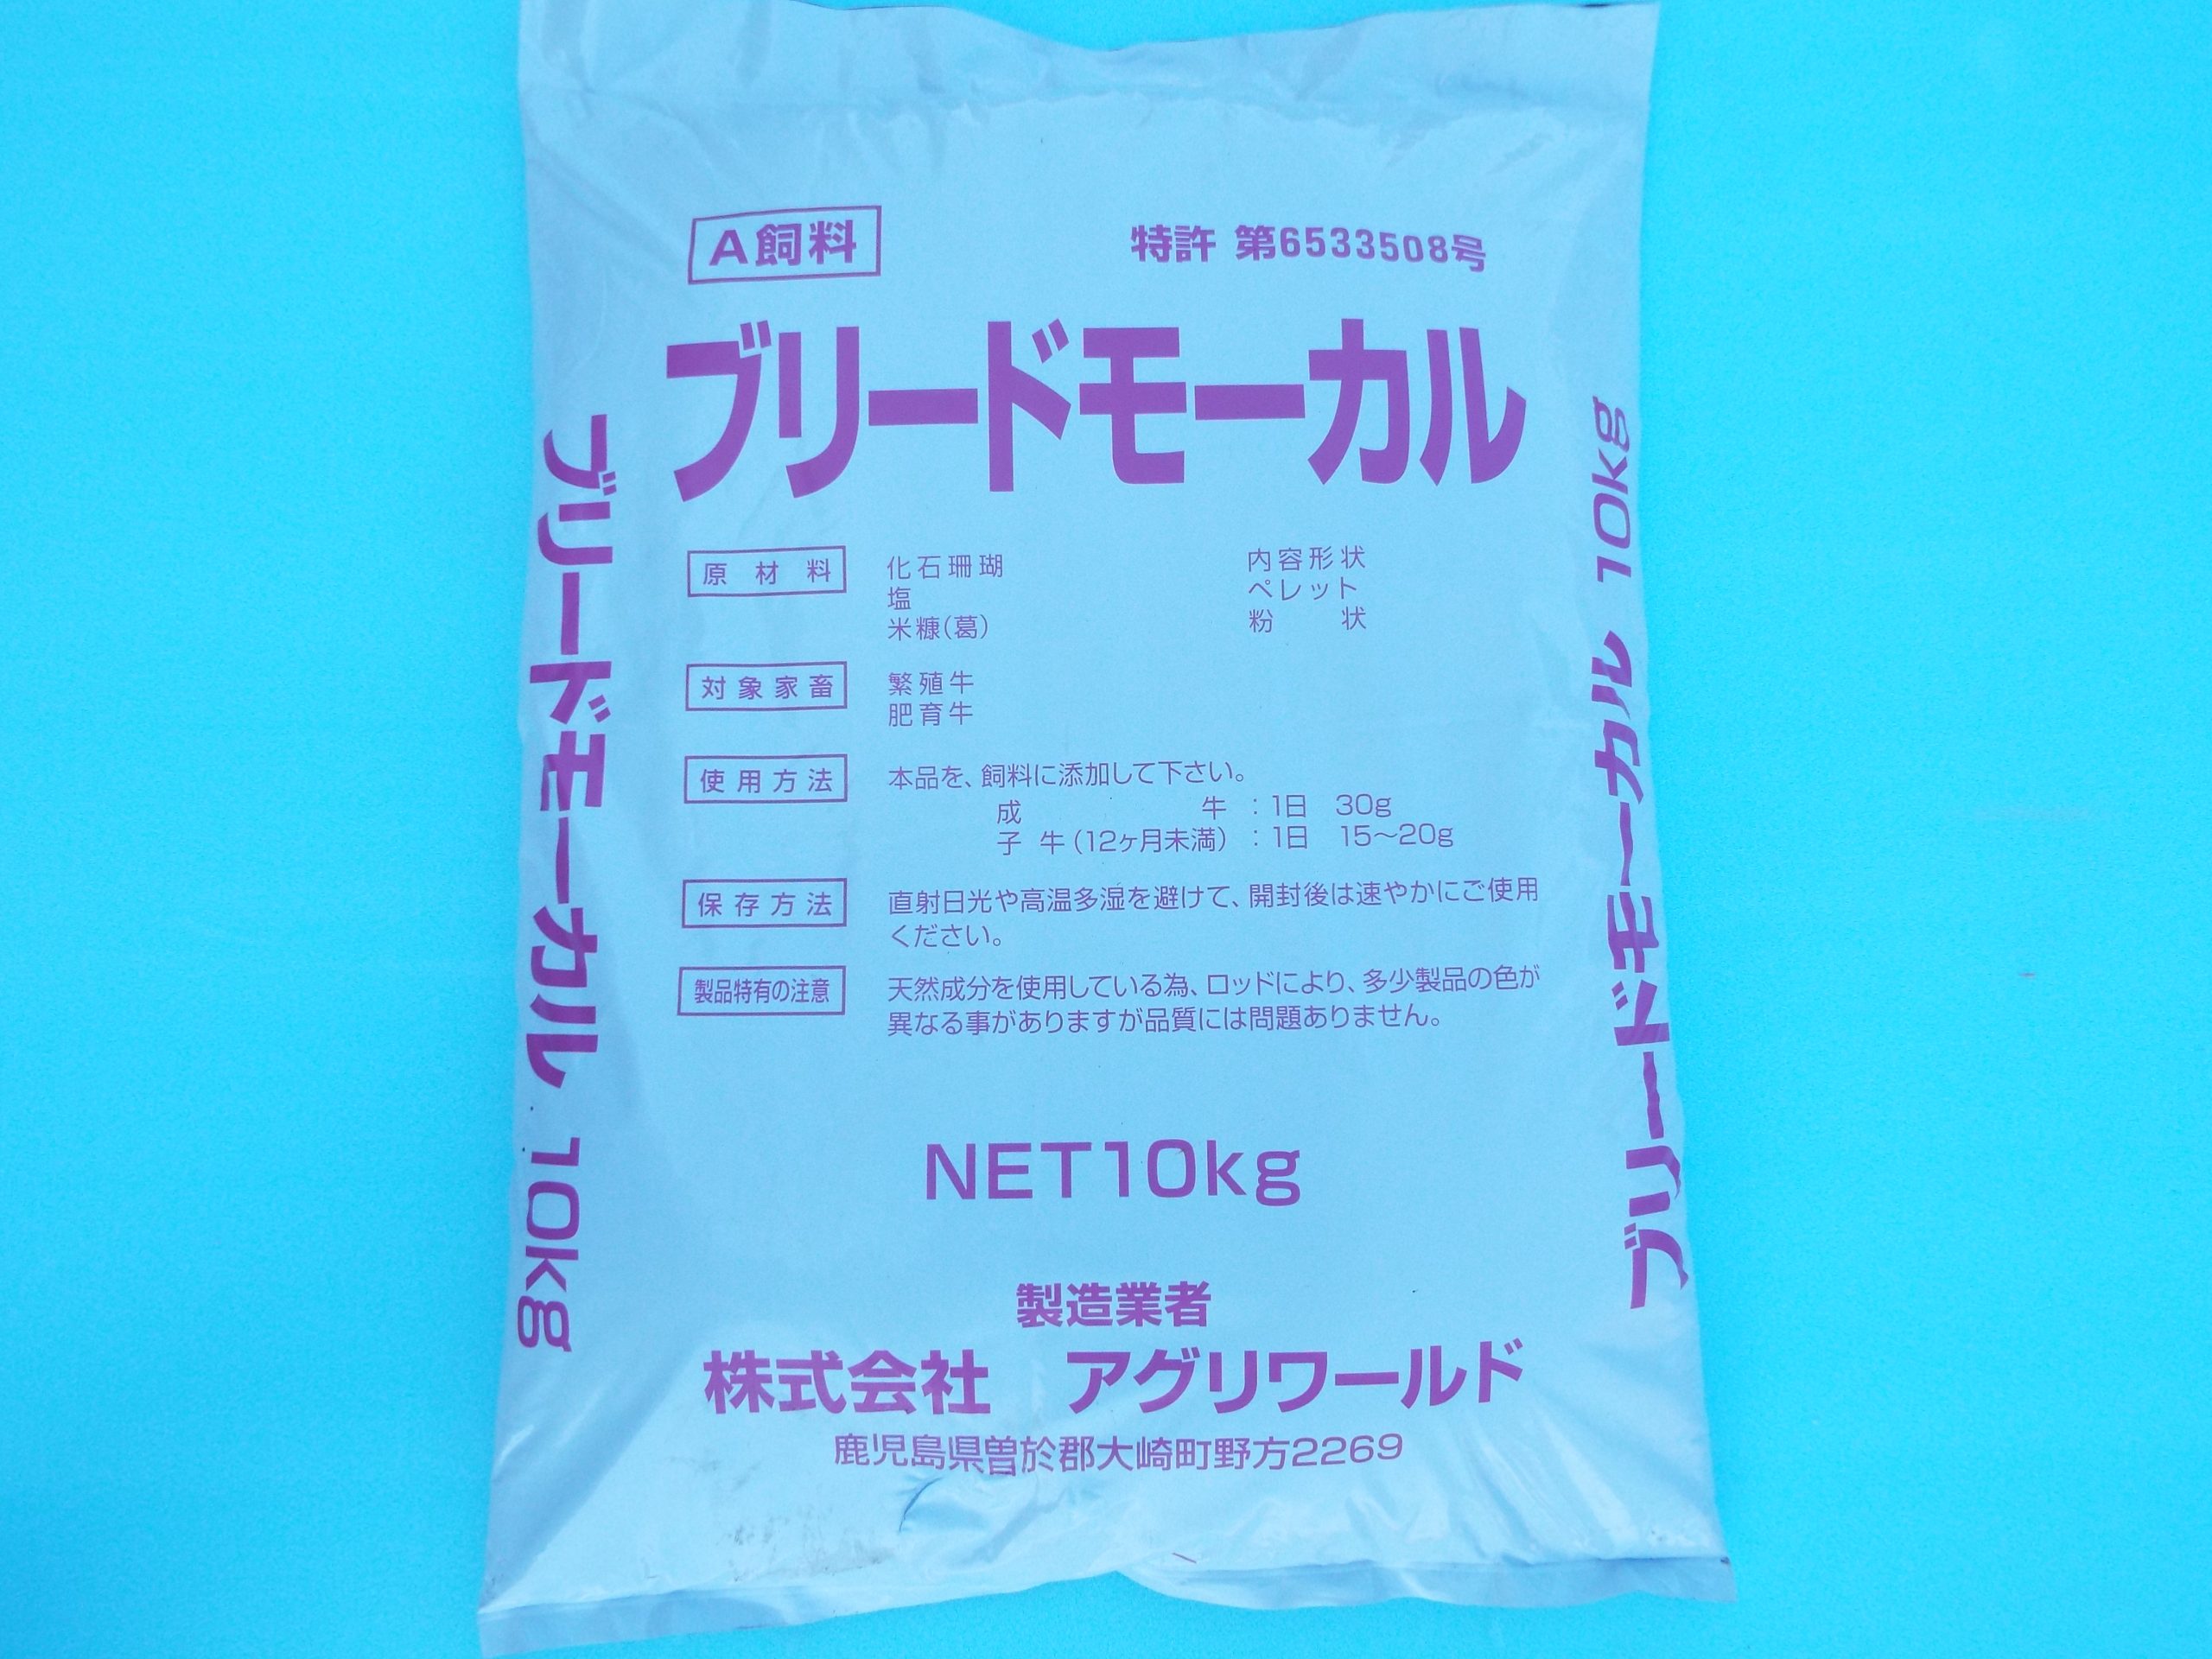 A飼料
特許 第6533508号
ブリードモーカル
原材料
化石珊瑚
塩
米糠(葛)
内容形状
ペレット
粉 状
対象家畜
繁殖牛
肥育牛
使用方法
本品を、飼料に添加して下さい。
成 牛 : 1日 30g
子 牛 (12ヶ月未満) : 1日 15〜20g
保存方法
直射日光や高温多湿を避けて、開封後は速やかにご使用
ください。
製品特有の注意
天然成分を使用している為、ロッドにより、多少製品の色が
異なる事がありますが品質には問題ありません。
NET10kg
製造業者
株式会社 アグリワールド
鹿児島県曽於郡大崎町野方2269
ブリードモーカル 10kg
ブリードモーカル 10kg